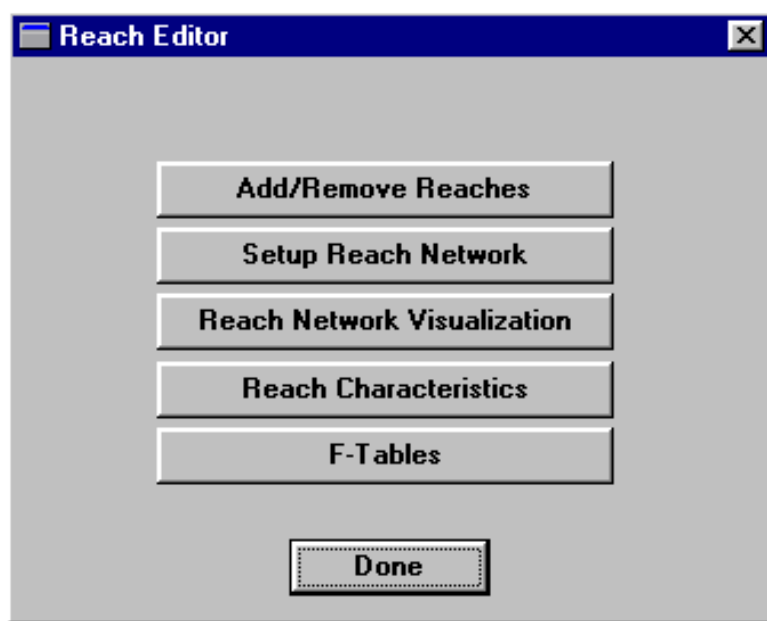 Reach Editor
Add/Remove Reaches
Setup Reach Network
Reach Network Visualization
Reach Characteristics
F-Tables
Done